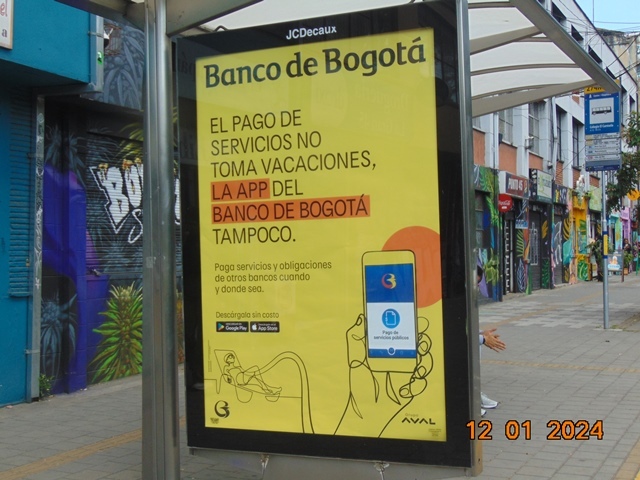 JCDecaux
Banco de Bogotá
EL PAGO DE
SERVICIOS NO
TOMA VACACIONES,
LA APP DEL
BANCO DE BOGOTÁ
TAMPOCO.
Paga servicios y obligaciones
de otros bancos cuando
y donde sea.
Descárgala sin costo
Google Play
App Store
Pago de
servicios públicos
AVAL
12 01 2024